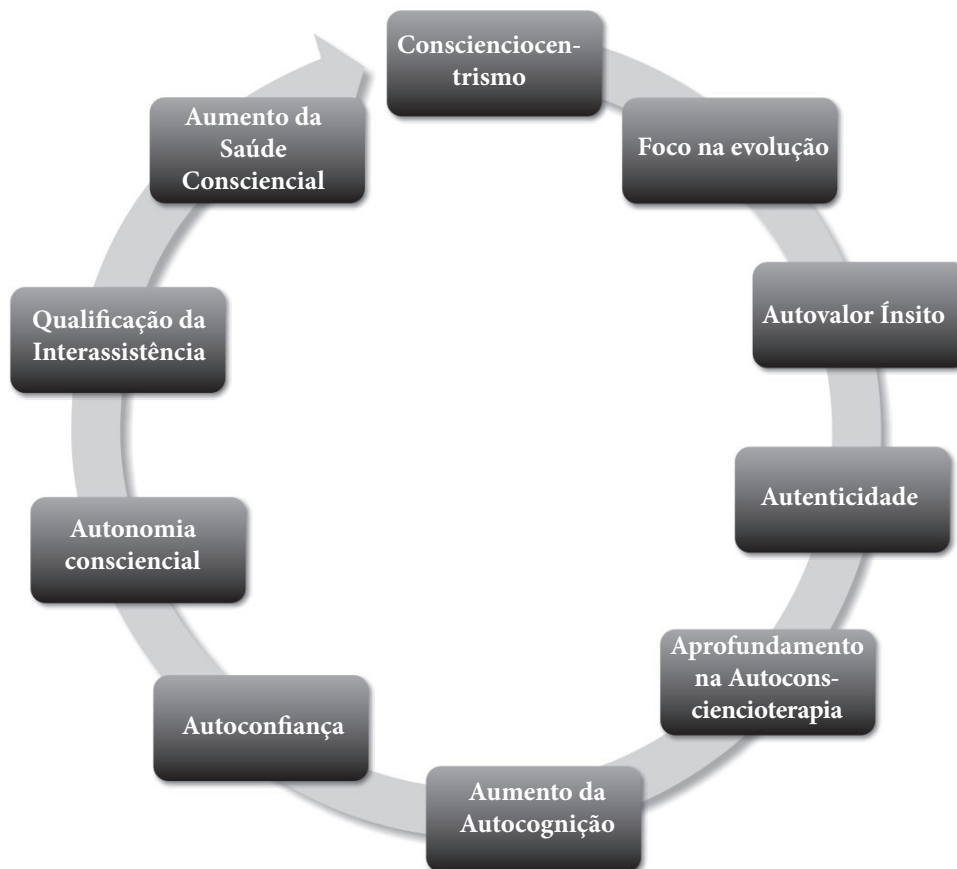 Conscienciocen-
trismo
Foco na evolução
Autovalor Ínsito
Autenticidade
Aprofundamento
na Autocons-
ciencioterapia
Aumento da
Autocognição
Autoconfiança
Autonomia
consciencial
Qualificação da
Interassistência
Aumento da
Saúde
Consciencial